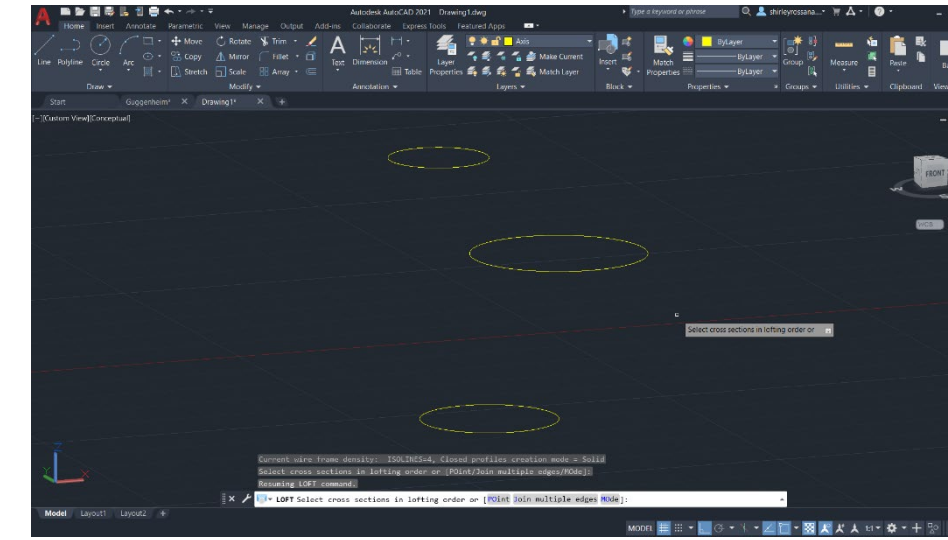 Autodesk AutoCAD 2021 Drawing1.dwg
Type a keyword or phrase
shirleyrossana...
Home Insert Annotate Parametric View Manage Output Add-ins Collaborate Express Tools Featured Apps
Line Polyline Circle Arc
Move Rotate Trim
Copy Mirror Fillet
Stretch Scale Array
Text Dimension Table
Layer Properties
Axis
Make Current
Match Layer
Insert
Match Properties
ByLayer
ByLayer
ByLayer
Group
Measure
Paste
Draw Modify Annotation Layers Block Properties Groups Utilities Clipboard
Start Guggenheim* Drawing1*
[−][Custom View][Conceptual]
FRONT
WCS
Select cross sections in lofting order or
Z
Y
X
Current wire frame density: ISOLINES=4, Closed profiles creation mode = Solid
Select cross sections in lofting order or [POint/Join multiple edges/MOde]:
Resuming LOFT command.
LOFT Select cross sections in lofting order or [POint Join multiple edges MOde]:
Model Layout1 Layout2 +
MODEL
1:1